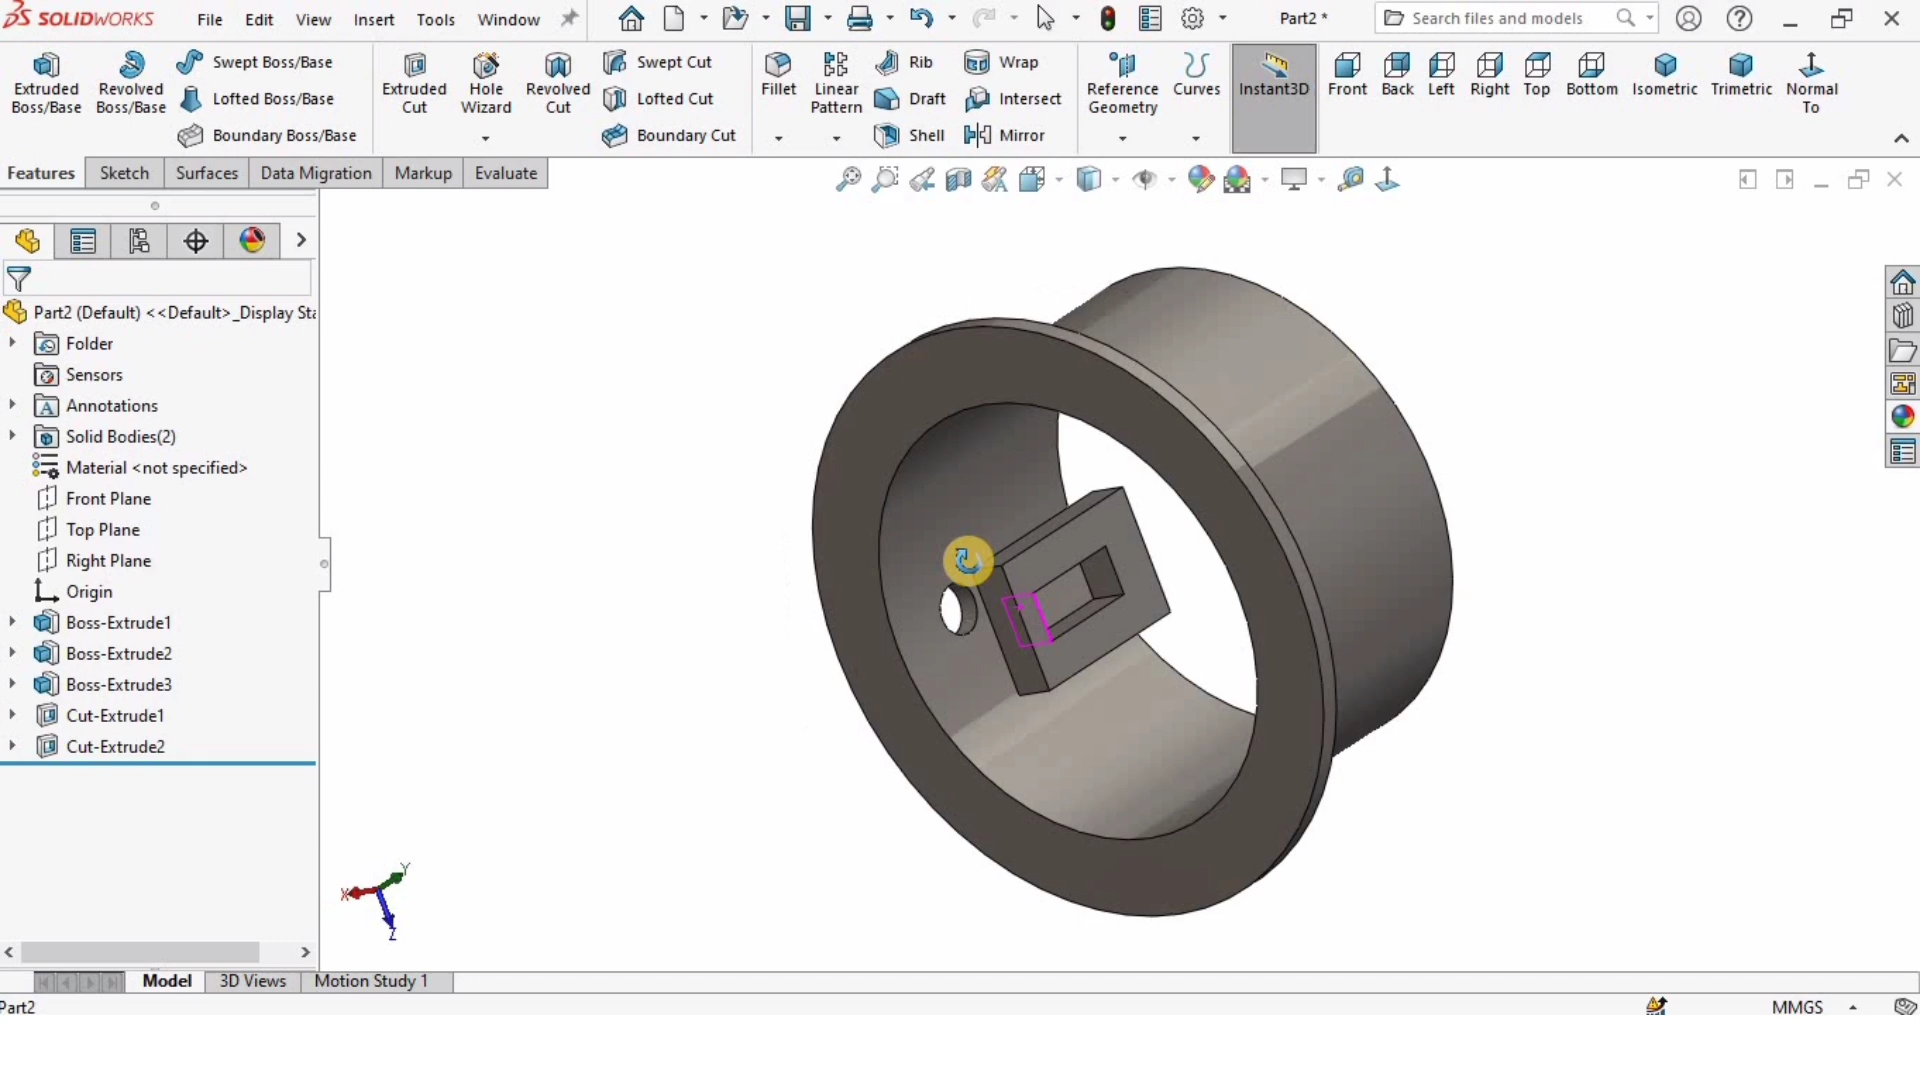 SOLIDWORKS File Edit View Insert Tools Window Part2 * Search files and models
Extruded Boss/Base
Revolved Boss/Base
Swept Boss/Base
Lofted Boss/Base
Boundary Boss/Base
Extruded Cut
Hole Wizard
Revolved Cut
Swept Cut
Lofted Cut
Boundary Cut
Fillet
Linear Pattern
Rib
Draft
Shell
Wrap
Intersect
Mirror
Reference Geometry
Curves
Instant3D
Front
Back
Left
Right
Top
Bottom
Isometric
Trimetric
Normal To
Features Sketch Surfaces Data Migration Markup Evaluate
Part2 (Default) <<Default>_Display Sta
Folder
Sensors
Annotations
Solid Bodies(2)
Material <not specified>
Front Plane
Top Plane
Right Plane
Origin
Boss-Extrude1
Boss-Extrude2
Boss-Extrude3
Cut-Extrude1
Cut-Extrude2
Y
X
Z
Model 3D Views Motion Study 1
Part2 MMGS